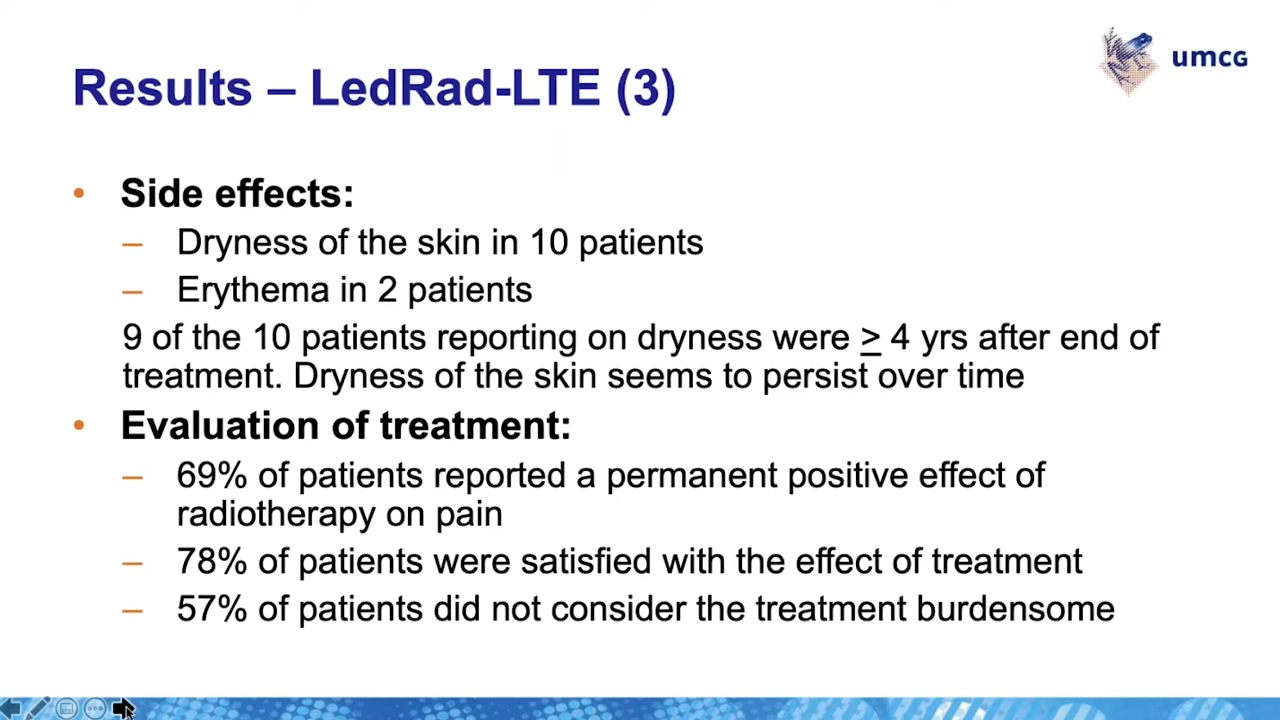 umcg
Results – LedRad-LTE (3)
• Side effects:
– Dryness of the skin in 10 patients
– Erythema in 2 patients
9 of the 10 patients reporting on dryness were ≥ 4 yrs after end of
treatment. Dryness of the skin seems to persist over time
• Evaluation of treatment:
– 69% of patients reported a permanent positive effect of
radiotherapy on pain
– 78% of patients were satisfied with the effect of treatment
– 57% of patients did not consider the treatment burdensome